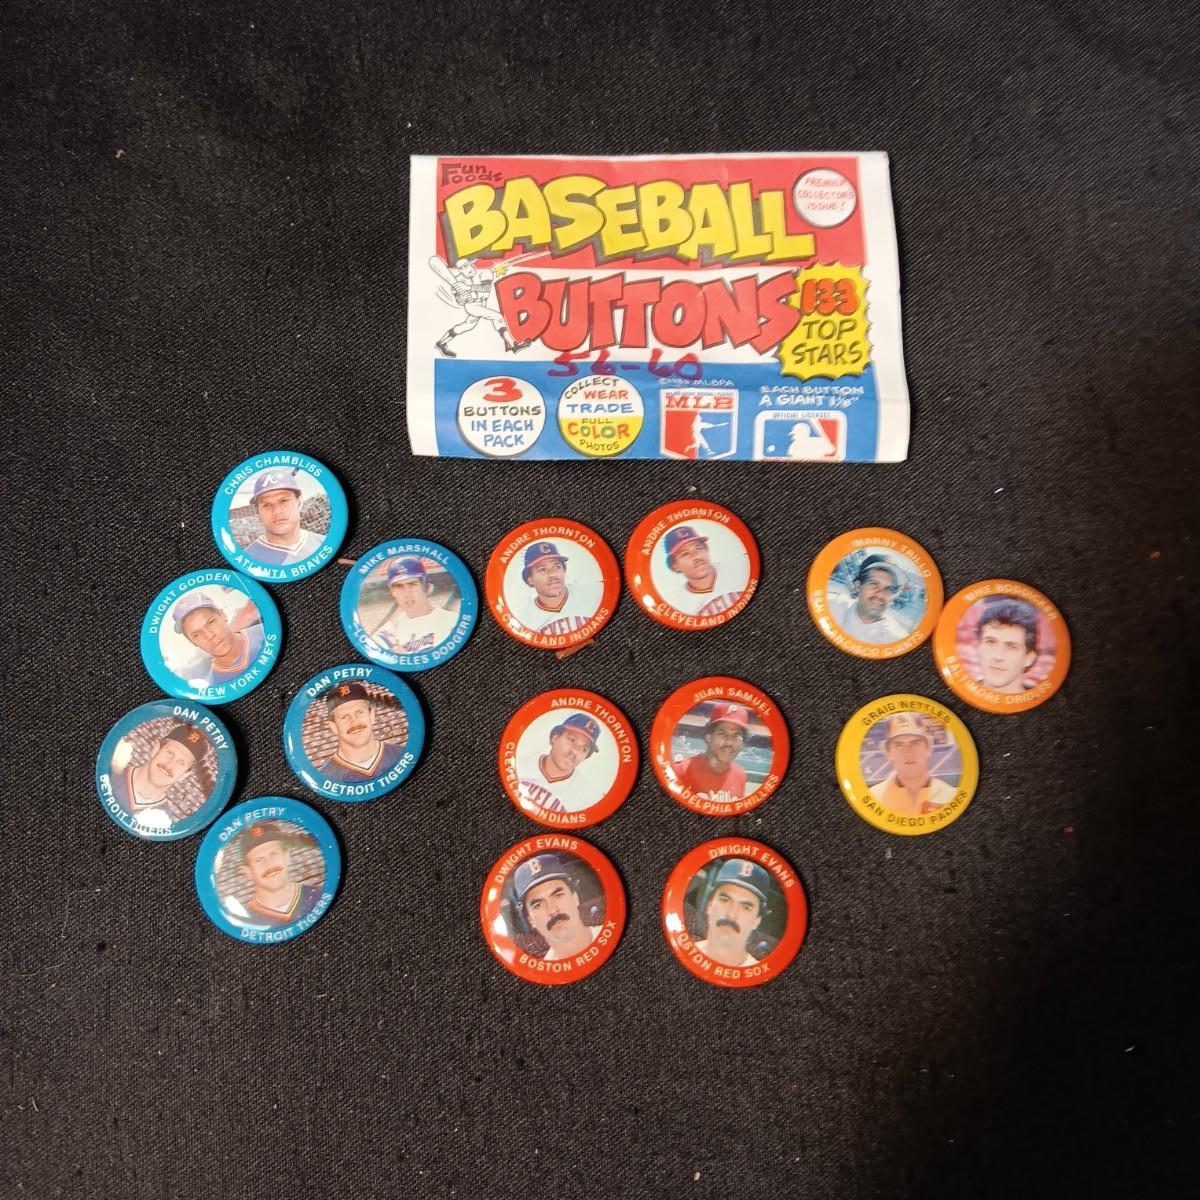 Fun Foods
BASEBALL
BUTTONS
PREMIER
COLLECTORS
ISSUE!
133
TOP
STARS
56-60
3
BUTTONS
IN EACH
PACK
COLLECT
WEAR
TRADE
FULL
COLOR
PHOTOS
©1984 MLBPA
MLB
EACH BUTTON
A GIANT 1¼"
OFFICIAL LICENSEE
CHRIS CHAMBLISS
ATLANTA BRAVES
DWIGHT GOODEN
NEW YORK METS
MIKE MARSHALL
LOS ANGELES DODGERS
DAN PETRY
DETROIT TIGERS
DAN PETRY
DETROIT TIGERS
DAN PETRY
DETROIT TIGERS
ANDRE THORNTON
CLEVELAND INDIANS
ANDRE THORNTON
CLEVELAND INDIANS
ANDRE THORNTON
CLEVELAND INDIANS
JUAN SAMUEL
PHILADELPHIA PHILLIES
DWIGHT EVANS
BOSTON RED SOX
DWIGHT EVANS
BOSTON RED SOX
MANNY TRILLO
SAN FRANCISCO GIANTS
MIKE BODDICKER
BALTIMORE ORIOLES
GRAIG NETTLES
SAN DIEGO PADRES